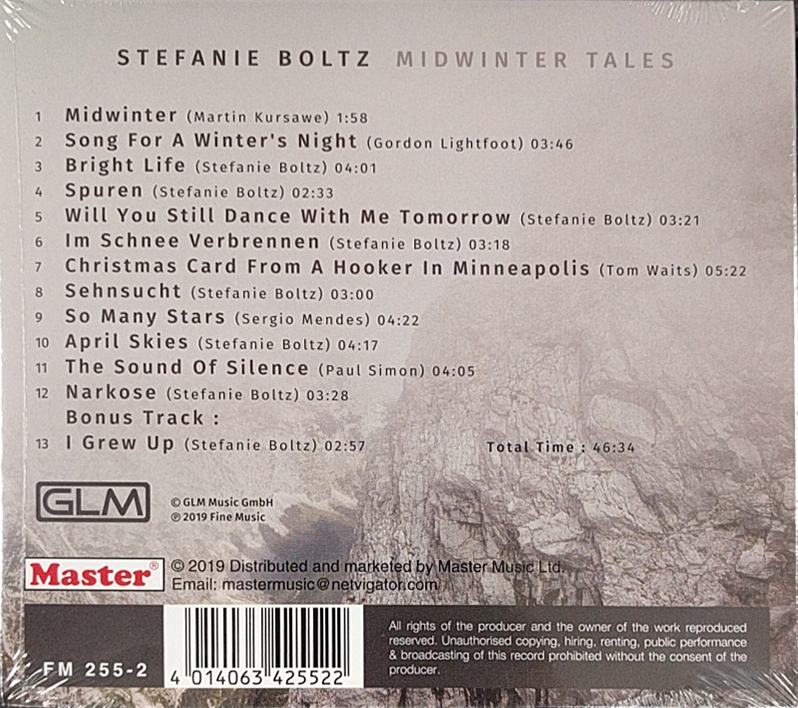 STEFANIE BOLTZ MIDWINTER TALES
1 Midwinter (Martin Kursawe) 1:58
2 Song For A Winter's Night (Gordon Lightfoot) 03:46
3 Bright Life (Stefanie Boltz) 04:01
4 Spuren (Stefanie Boltz) 02:33
5 Will You Still Dance With Me Tomorrow (Stefanie Boltz) 03:21
6 Im Schnee Verbrennen (Stefanie Boltz) 03:18
7 Christmas Card From A Hooker In Minneapolis (Tom Waits) 05:22
8 Sehnsucht (Stefanie Boltz) 03:00
9 So Many Stars (Sergio Mendes) 04:22
10 April Skies (Stefanie Boltz) 04:17
11 The Sound Of Silence (Paul Simon) 04:05
12 Narkose (Stefanie Boltz) 03:28
Bonus Track :
13 I Grew Up (Stefanie Boltz) 02:57 Total Time : 46:34
GLM
© GLM Music GmbH
℗ 2019 Fine Music
Master®
© 2019 Distributed and marketed by Master Music Ltd.
Email: mastermusic@netvigator.com
FM 255-2
4 014063 425522
All rights of the producer and the owner of the work reproduced
reserved. Unauthorised copying, hiring, renting, public performance
& broadcasting of this record prohibited without the consent of the
producer.